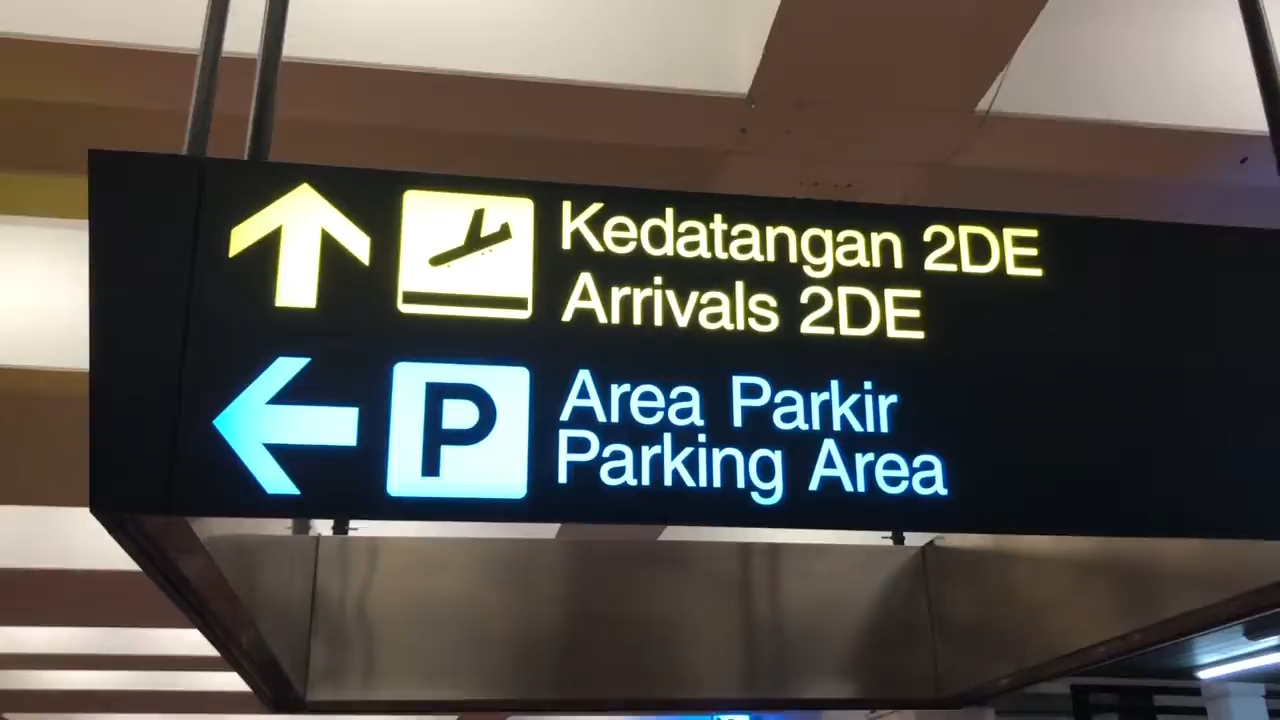 Kedatangan 2DE
Arrivals 2DE
P
Area Parkir
Parking Area